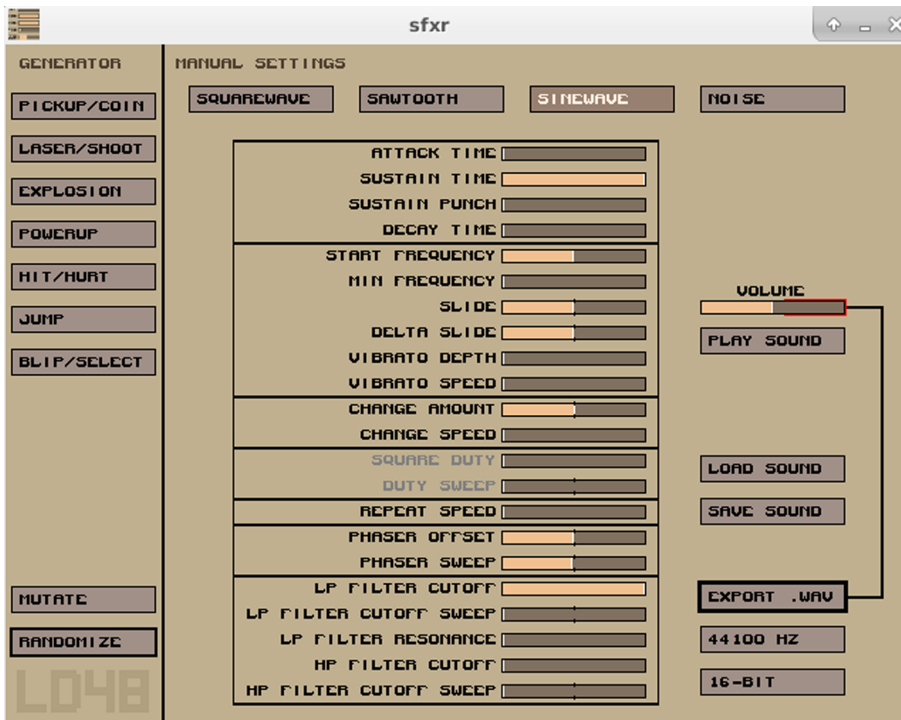 sfxr
GENERATOR
PICKUP/COIN
LASER/SHOOT
EXPLOSION
POWERUP
HIT/HURT
JUMP
BLIP/SELECT
MUTATE
RANDOMIZE
LD48
MANUAL SETTINGS
SQUAREWAVE
SAWTOOTH
SINEWAVE
NOISE
ATTACK TIME
SUSTAIN TIME
SUSTAIN PUNCH
DECAY TIME
START FREQUENCY
MIN FREQUENCY
SLIDE
DELTA SLIDE
VIBRATO DEPTH
VIBRATO SPEED
CHANGE AMOUNT
CHANGE SPEED
SQUARE DUTY
DUTY SWEEP
REPEAT SPEED
PHASER OFFSET
PHASER SWEEP
LP FILTER CUTOFF
LP FILTER CUTOFF SWEEP
LP FILTER RESONANCE
HP FILTER CUTOFF
HP FILTER CUTOFF SWEEP
VOLUME
PLAY SOUND
LOAD SOUND
SAVE SOUND
EXPORT .WAV
44100 HZ
16-BIT